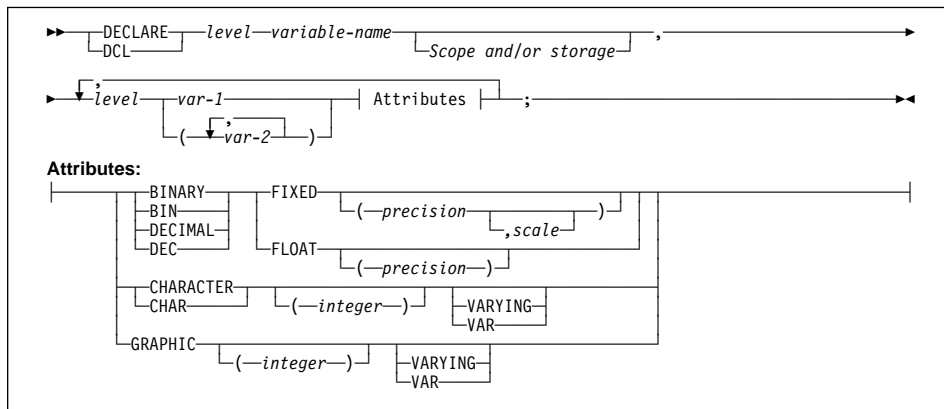 DECLARE level variable-name ,
DCL Scope and/or storage
,
level var-1 Attributes ;
,
( var-2 )
Attributes:
BINARY FIXED
BIN ( precision )
DECIMAL ,scale
DEC FLOAT
( precision )
CHARACTER
CHAR ( integer ) VARYING
VAR
GRAPHIC
( integer ) VARYING
VAR